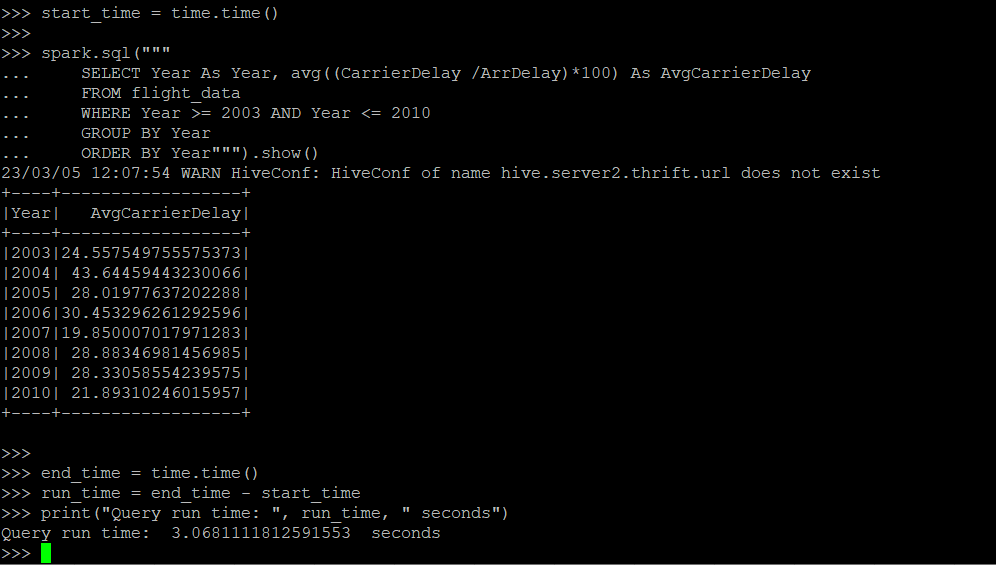 >>> start_time = time.time()
>>>
>>> spark.sql("""
...     SELECT Year As Year, avg((CarrierDelay /ArrDelay)*100) As AvgCarrierDelay
...     FROM flight_data
...     WHERE Year >= 2003 AND Year <= 2010
...     GROUP BY Year
...     ORDER BY Year""").show()
23/03/05 12:07:54 WARN HiveConf: HiveConf of name hive.server2.thrift.url does not exist
+----+------------------+
|Year|   AvgCarrierDelay|
+----+------------------+
|2003|24.557549755575373|
|2004| 43.64459443230066|
|2005| 28.01977637202288|
|2006|30.453296261292596|
|2007|19.850007017971283|
|2008| 28.88346981456985|
|2009| 28.33058554239575|
|2010| 21.89310246015957|
+----+------------------+
>>>
>>> end_time = time.time()
>>> run_time = end_time - start_time
>>> print("Query run time: ", run_time, " seconds")
Query run time:  3.0681111812591553  seconds
>>>